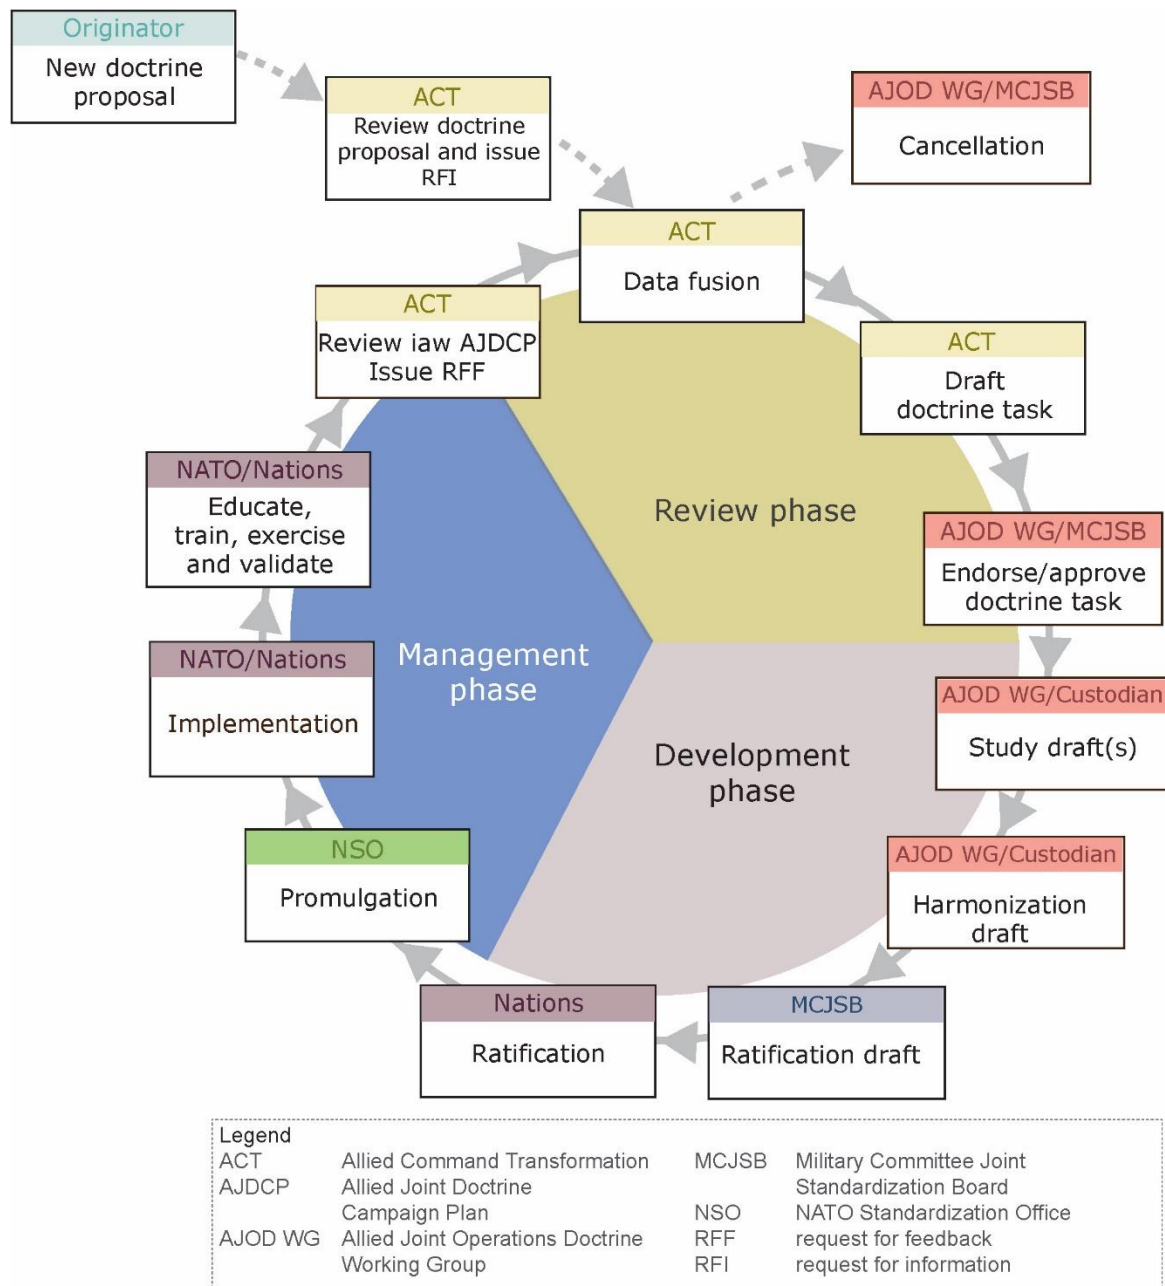 Originator
New doctrine
proposal
ACT
Review doctrine
proposal and issue
RFI
AJOD WG/MCJSB
Cancellation
ACT
Data fusion
ACT
Review iaw AJDCP
Issue RFF
ACT
Draft
doctrine task
NATO/Nations
Educate,
train, exercise
and validate
Review phase
AJOD WG/MCJSB
Endorse/approve
doctrine task
NATO/Nations
Implementation
Management
phase
AJOD WG/Custodian
Study draft(s)
Development
phase
NSO
Promulgation
AJOD WG/Custodian
Harmonization
draft
Nations
Ratification
MCJSB
Ratification draft
Legend
ACT Allied Command Transformation
AJDCP Allied Joint Doctrine
Campaign Plan
AJOD WG Allied Joint Operations Doctrine
Working Group
MCJSB Military Committee Joint
Standardization Board
NSO NATO Standardization Office
RFF request for feedback
RFI request for information